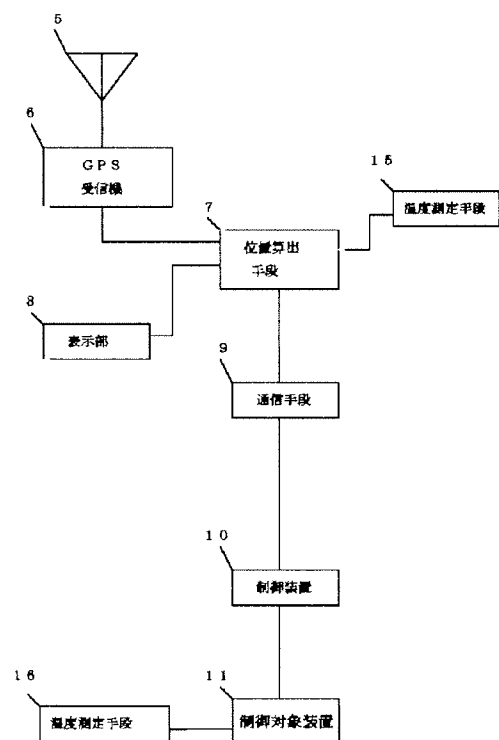 5
6
GPS
受信機
15
温度測定手段
7
位置算出
手段
8
表示部
9
通信手段
10
制御装置
16
温度測定手段
11
制御対象装置